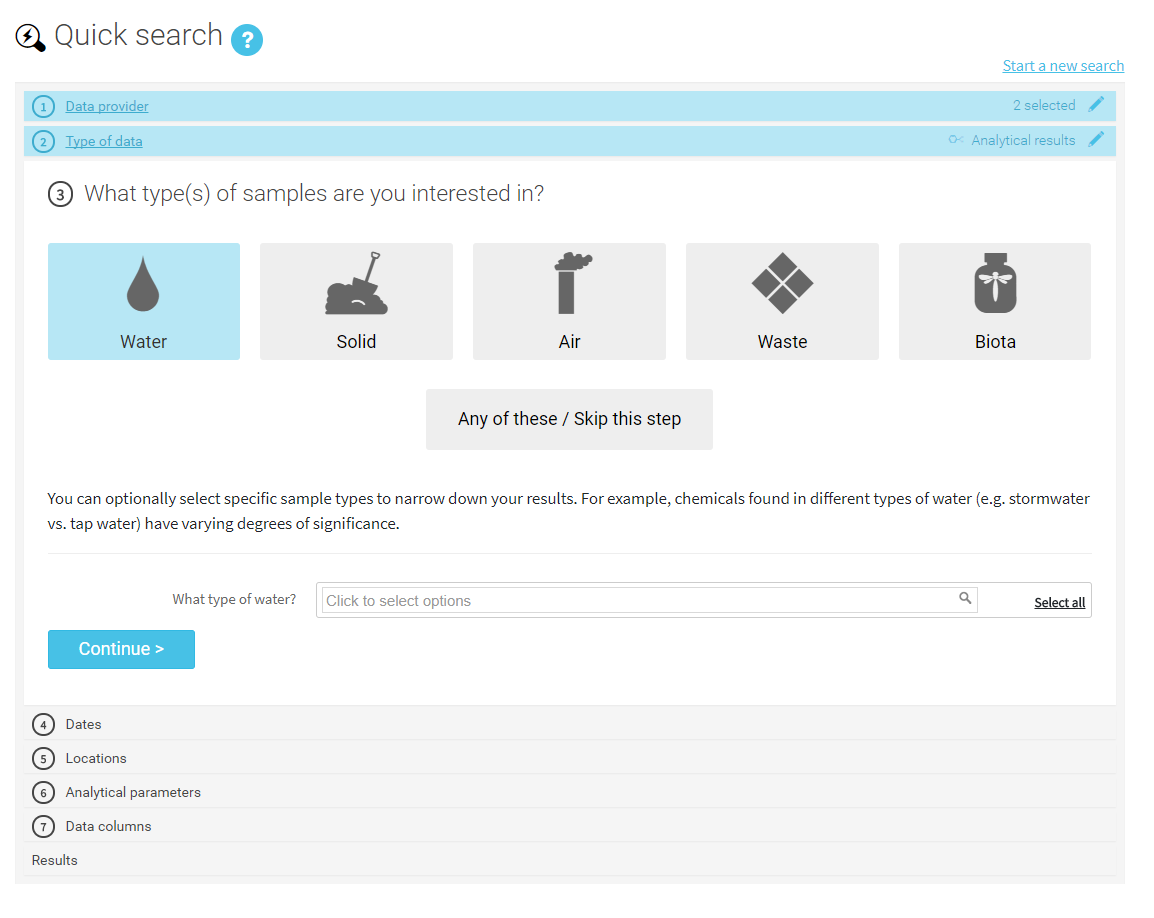 Quick search ?
Start a new search
1 Data provider 2 selected
2 Type of data Analytical results
3 What type(s) of samples are you interested in?
Water Solid Air Waste Biota
Any of these / Skip this step
You can optionally select specific sample types to narrow down your results. For example, chemicals found in different types of water (e.g. stormwater
vs. tap water) have varying degrees of significance.
What type of water? Click to select options Select all
Continue >
4 Dates
5 Locations
6 Analytical parameters
7 Data columns
Results